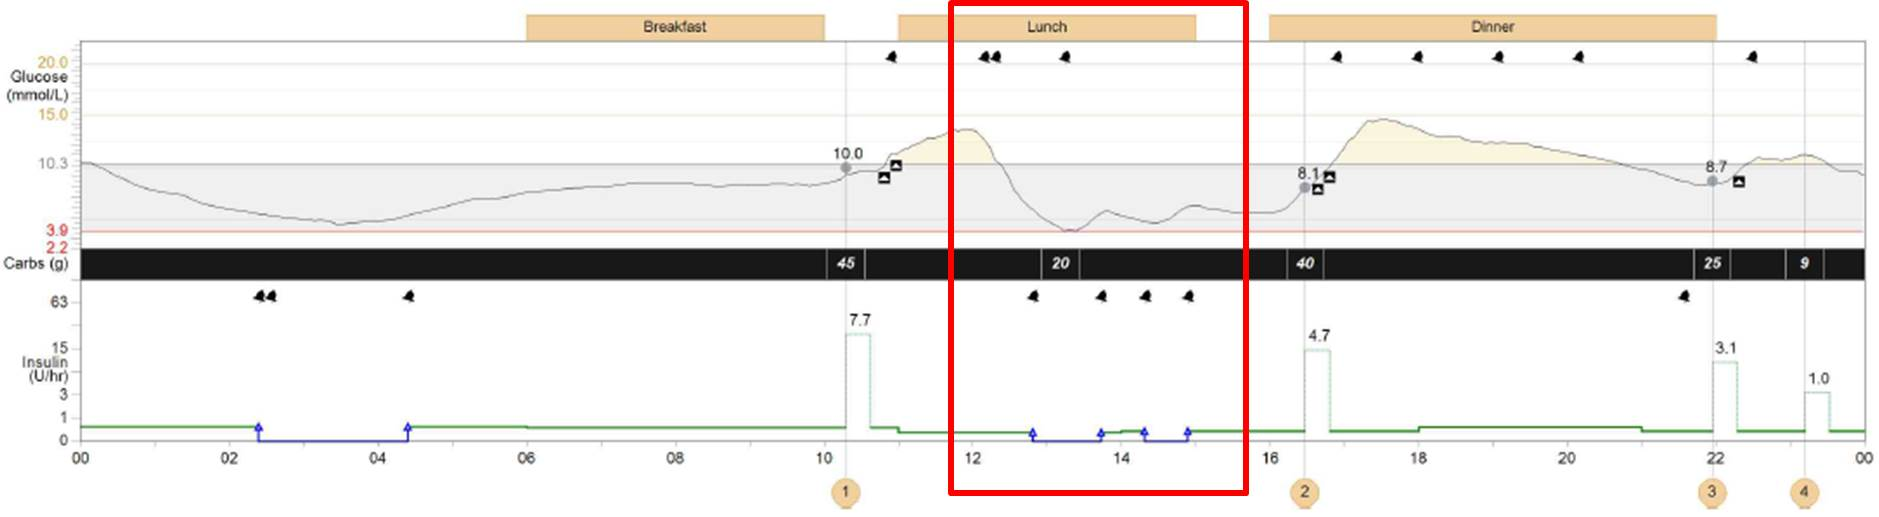 Breakfast Lunch Dinner
20.0
Glucose
(mmol/L)
15.0
10.3
3.9
2.2
10.0
8.1
8.7
Carbs (g) 45 20 40 25 9
63
15
Insulin
(U/hr)
3
1
0
7.7
4.7
3.1
1.0
00 02 04 06 08 10 12 14 16 18 20 22 00
1 2 3 4